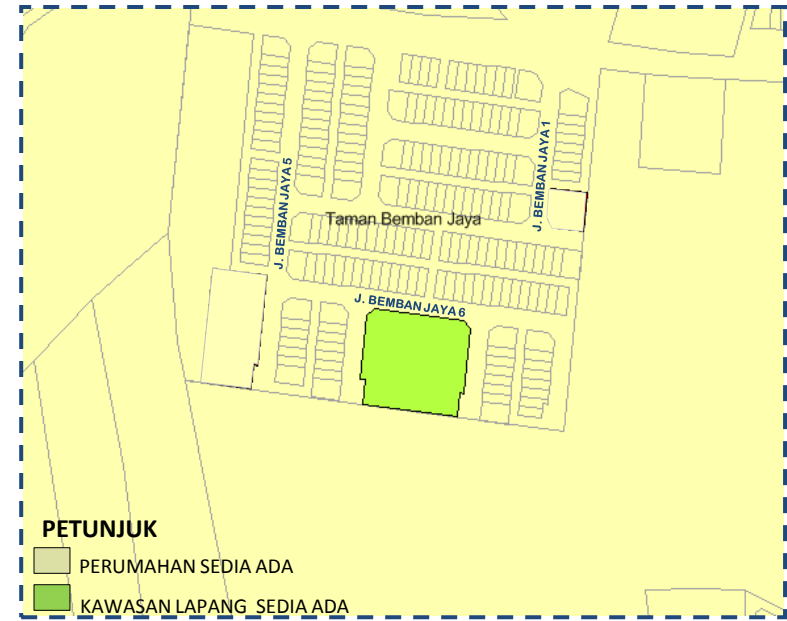 J. BEMBAN JAYA 1
J. BEMBAN JAYA 5
Taman Bemban Jaya
J. BEMBAN JAYA 6
PETUNJUK
PERUMAHAN SEDIA ADA
KAWASAN LAPANG SEDIA ADA